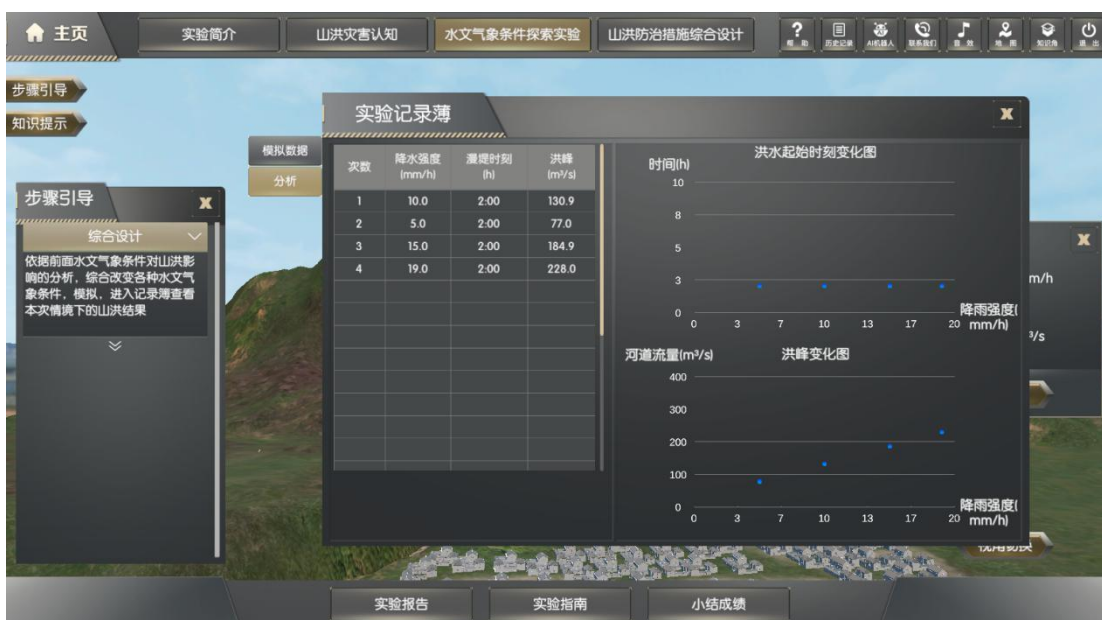 主页
实验简介
山洪灾害认知
水文气象条件探索实验
山洪防治措施综合设计
帮 助
历史记录
AI机器人
联系我们
音 效
地 图
知识角
退 出
步骤引导
知识提示
模拟数据
分析
步骤引导
综合设计
依据前面水文气象条件对山洪影
响的分析，综合改变各种水文气
象条件，模拟，进入记录薄查看
本次情境下的山洪结果
实验记录薄
次数 降水强度(mm/h) 漫堤时刻(h) 洪峰(m³/s)
1 10.0 2:00 130.9
2 5.0 2:00 77.0
3 15.0 2:00 184.9
4 19.0 2:00 228.0
洪水起始时刻变化图
时间(h)
10
8
5
3
0
0 3 7 10 13 17 20
降雨强度(
mm/h)
河道流量(m³/s)
洪峰变化图
400
300
200
100
0
0 3 7 10 13 17 20
降雨强度(
mm/h)
m/h
³/s
视角切换
实验报告
实验指南
小结成绩